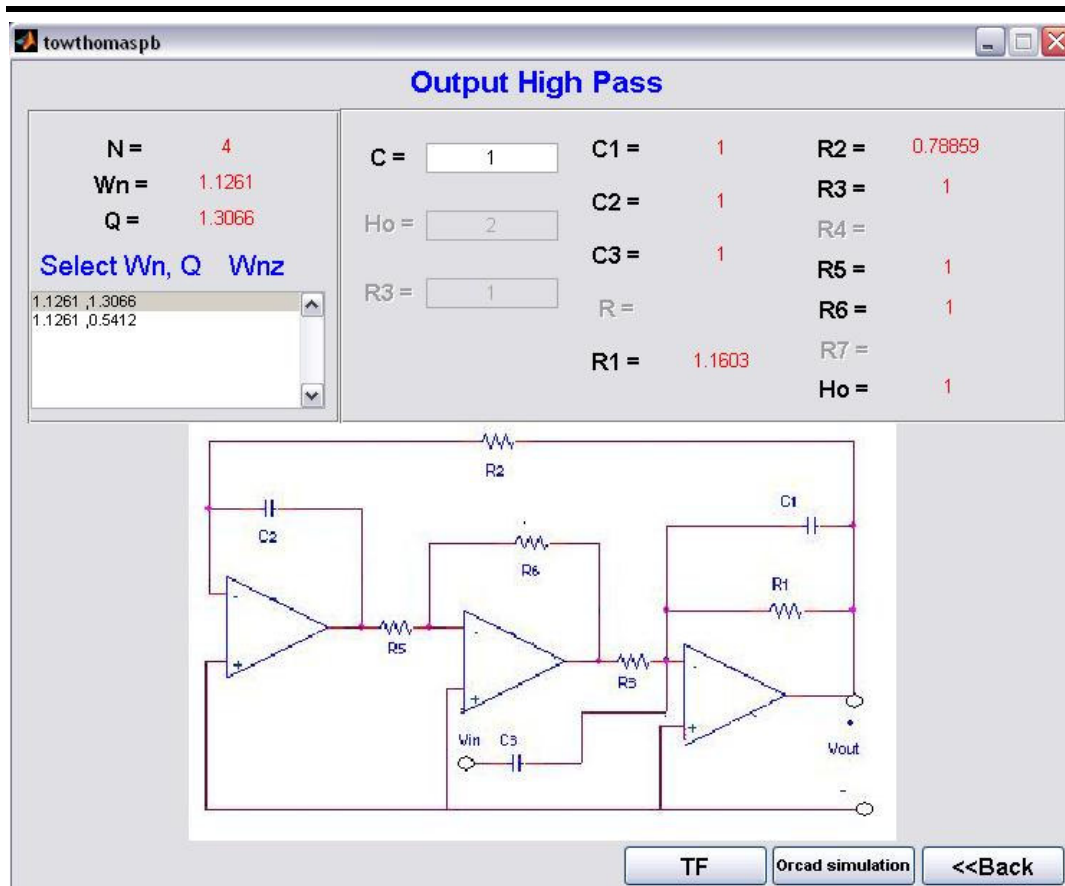 towthomaspb
Output High Pass
N = 4
Wn = 1.1261
Q = 1.3066
Select Wn, Q Wnz
1.1261 ,1.3066
1.1261 ,0.5412
C = 1
Ho = 2
R3 = 1
C1 = 1
C2 = 1
C3 = 1
R =
R1 = 1.1603
R2 = 0.78859
R3 = 1
R4 =
R5 = 1
R6 = 1
R7 =
Ho = 1
R2
C2
C1
R6
R1
-
+
R5
-
+
R3
-
+
Vin C3
Vout
-
TF
Orcad simulation
<<Back